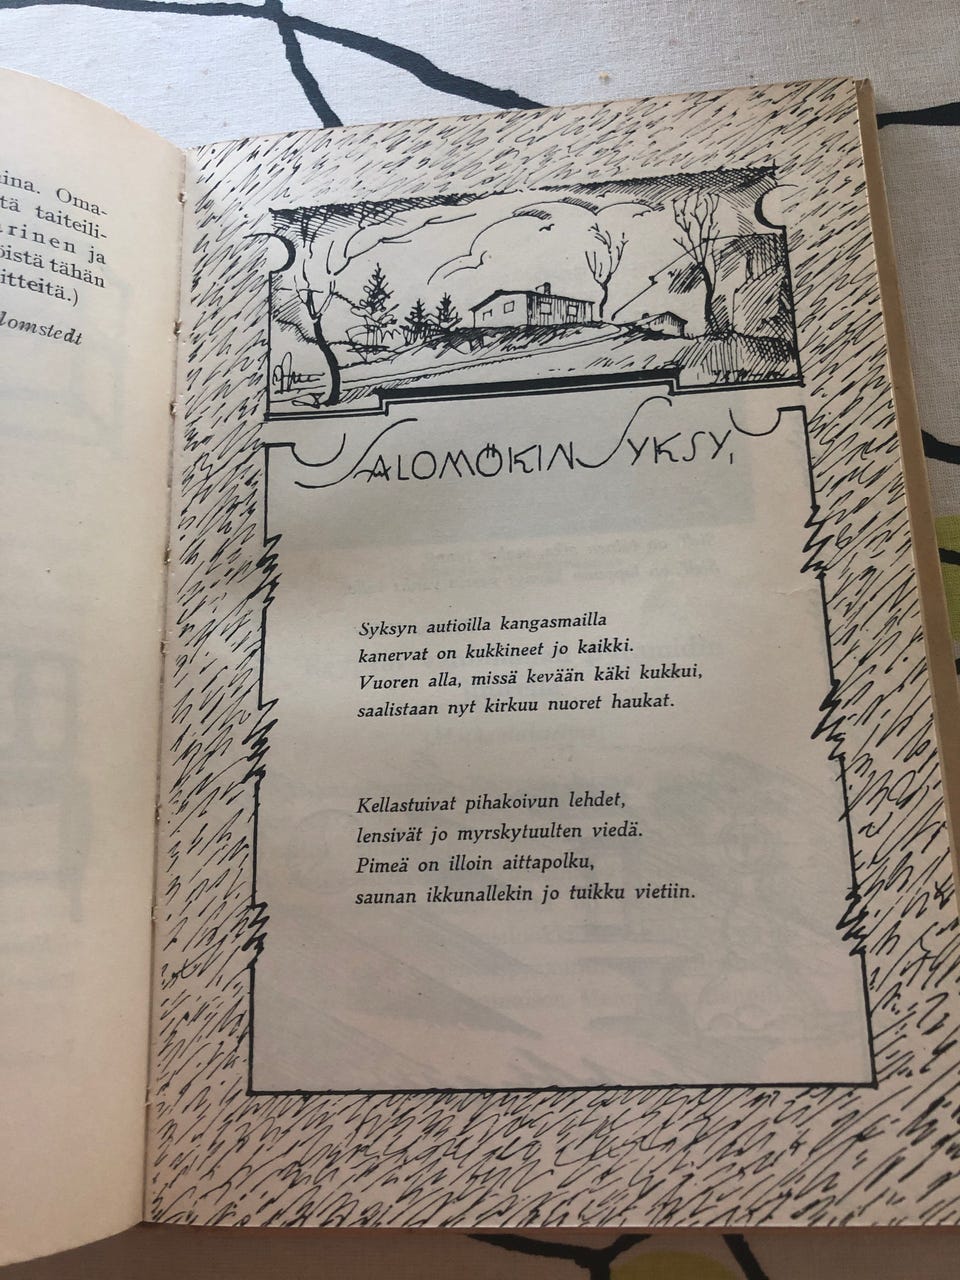 ina. Oma-
tä taiteili-
rinen ja
öistä tähän
itteitä.)
lomstedt
SALOMÖKIN SYKSY,
Syksyn autioilla kangasmailla
kanervat on kukkineet jo kaikki.
Vuoren alla, missä kevään käki kukkui,
saalistaan nyt kirkuu nuoret haukat.
Kellastuivat pihakoivun lehdet,
lensivät jo myrskytuulten viedä.
Pimeä on illoin aittapolku,
saunan ikkunallekin jo tuikku vietiin.